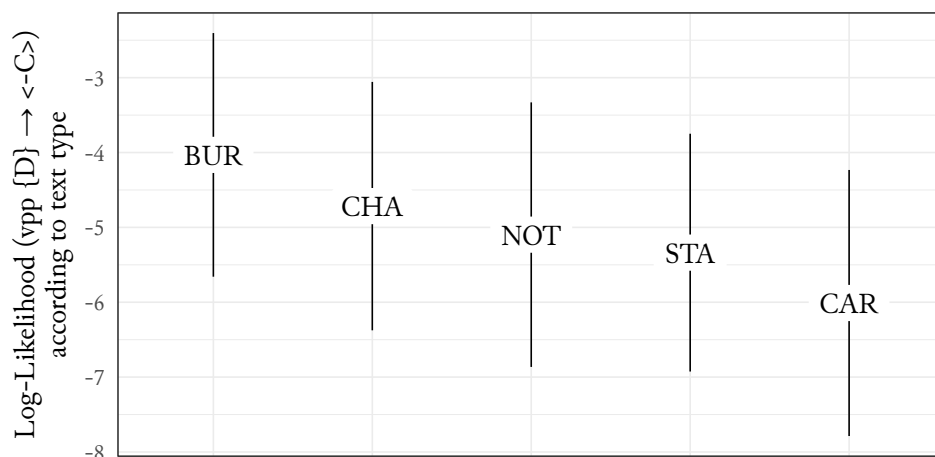 Log-Likelihood (vpp {D} → <-C>)
according to text type
-3
-4
-5
-6
-7
-8
BUR
CHA
NOT
STA
CAR